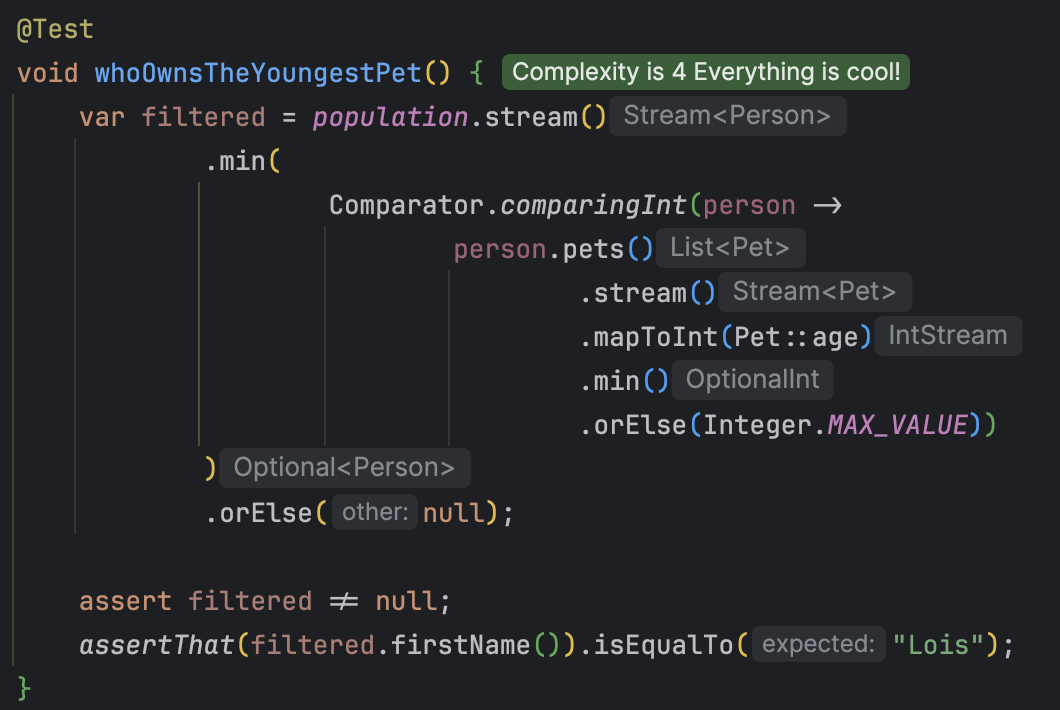 @Test
void whoOwnsTheYoungestPet() { Complexity is 4 Everything is cool!
var filtered = population.stream() Stream<Person>
.min(
Comparator.comparingInt(person ->
person.pets() List<Pet>
.stream() Stream<Pet>
.mapToInt(Pet::age) IntStream
.min() OptionalInt
.orElse(Integer.MAX_VALUE))
) Optional<Person>
.orElse( other: null);
assert filtered != null;
assertThat(filtered.firstName()).isEqualTo( expected: "Lois");
}